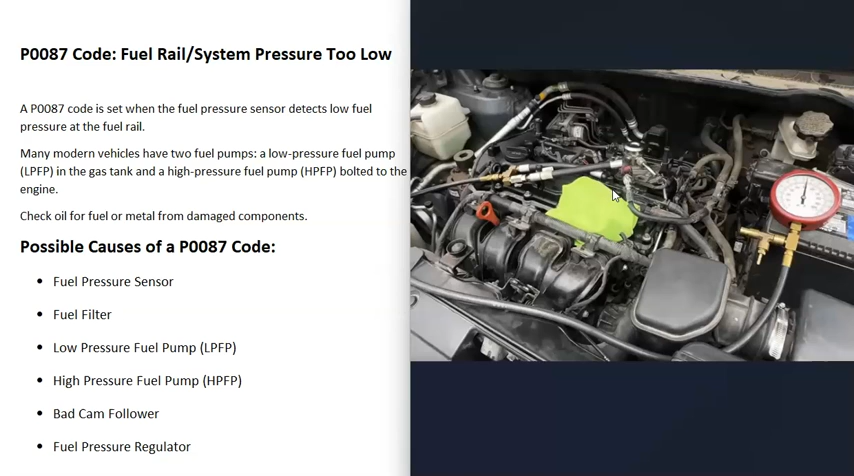 P0087 Code: Fuel Rail/System Pressure Too Low
A P0087 code is set when the fuel pressure sensor detects low fuel
pressure at the fuel rail.
Many modern vehicles have two fuel pumps: a low-pressure fuel pump
(LPFP) in the gas tank and a high-pressure fuel pump (HPFP) bolted to the
engine.
Check oil for fuel or metal from damaged components.
Possible Causes of a P0087 Code:
Fuel Pressure Sensor
Fuel Filter
Low Pressure Fuel Pump (LPFP)
High Pressure Fuel Pump (HPFP)
Bad Cam Follower
Fuel Pressure Regulator